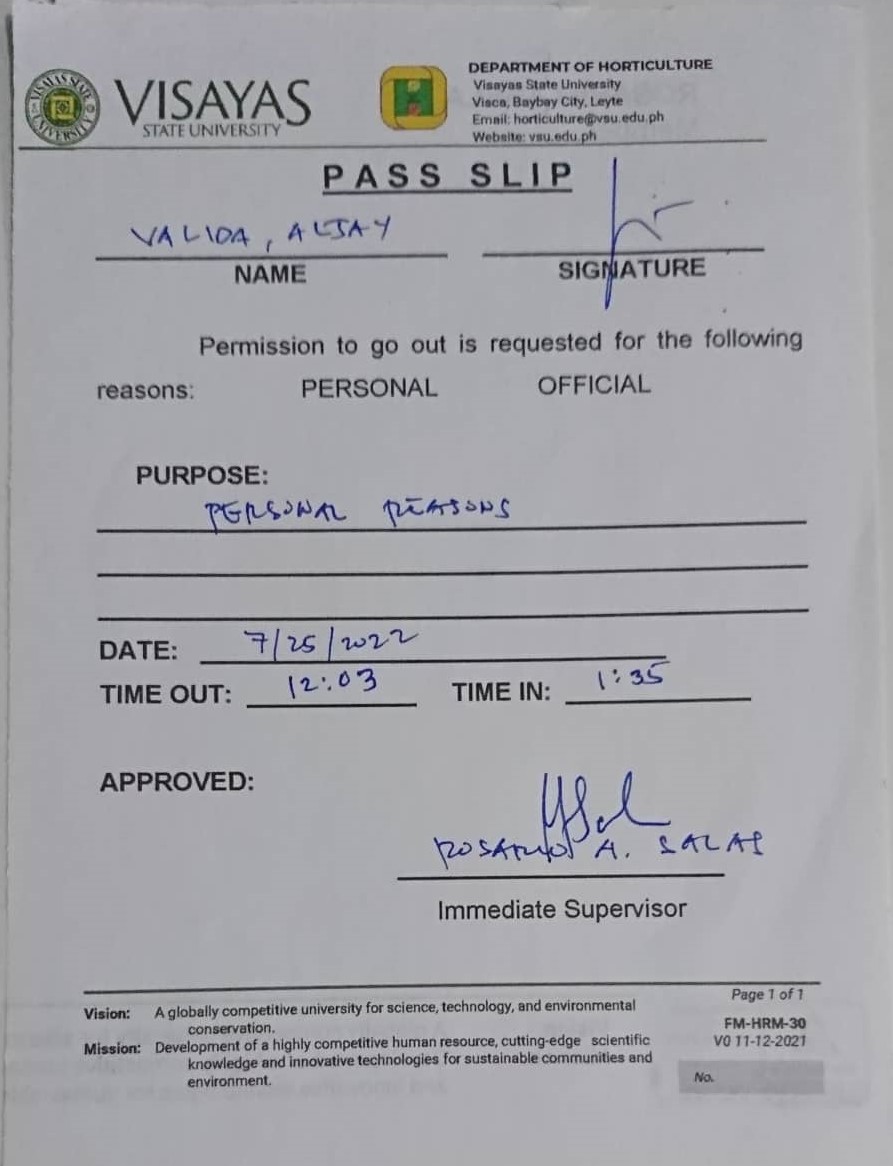 VISAYAS
STATE UNIVERSITY
VISAYAS STATE UNIVERSITY
H
DEPARTMENT OF HORTICULTURE
Visayas State University
Visca, Baybay City, Leyte
Email: horticulture@vsu.edu.ph
Website: vsu.edu.ph
PASS SLIP
VALIDA, ALJAY
NAME SIGNATURE
Permission to go out is requested for the following
reasons: PERSONAL OFFICIAL
PURPOSE:
PERSONAL REASONS
DATE: 7/25/2022
TIME OUT: 12:03 TIME IN: 1:35
APPROVED:
ROSARIO A. SALAS
Immediate Supervisor
Page 1 of 1
Vision: A globally competitive university for science, technology, and environmental
conservation.
FM-HRM-30
Mission: Development of a highly competitive human resource, cutting-edge scientific
V0 11-12-2021
knowledge and innovative technologies for sustainable communities and
environment.
No.